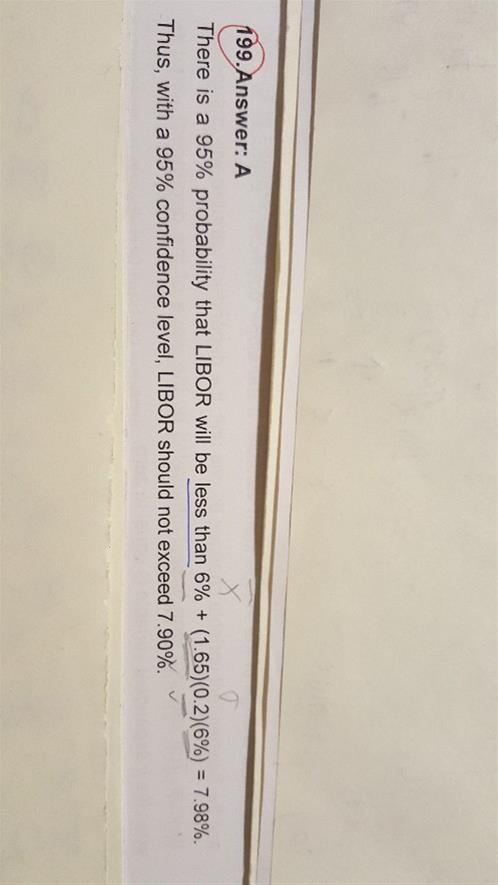 199.Answer: A
There is a 95% probability that LIBOR will be less than 6% + (1.65)(0.2)(6%) = 7.98%.
Thus, with a 95% confidence level, LIBOR should not exceed 7.90%.